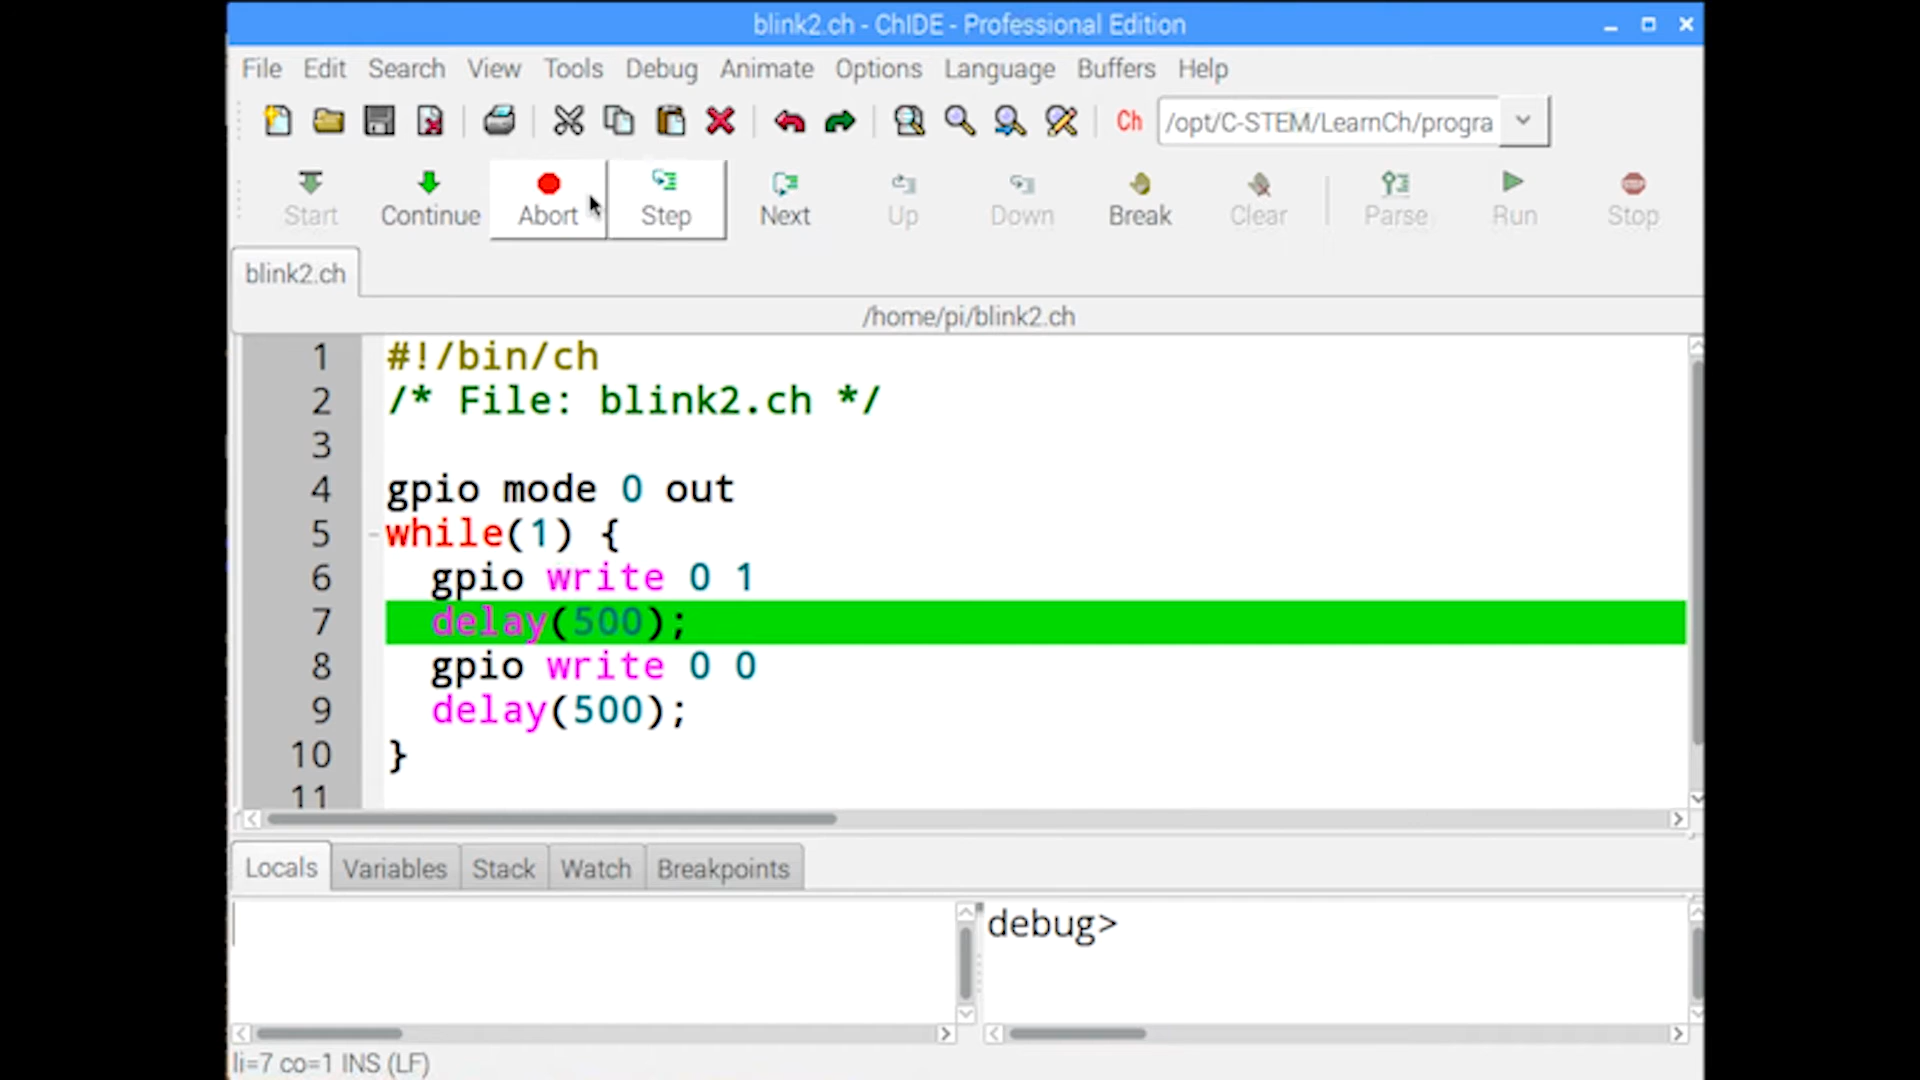 blink2.ch - ChIDE - Professional Edition
File Edit Search View Tools Debug Animate Options Language Buffers Help
Ch /opt/C-STEM/LearnCh/progra
Start Continue Abort Step Next Up Down Break Clear Parse Run Stop
blink2.ch
/home/pi/blink2.ch
1 #!/bin/ch
2 /* File: blink2.ch */
3
4 gpio mode 0 out
5 while(1) {
6 gpio write 0 1
7 delay(500);
8 gpio write 0 0
9 delay(500);
10 }
11
Locals Variables Stack Watch Breakpoints
debug>
li=7 co=1 INS (LF)